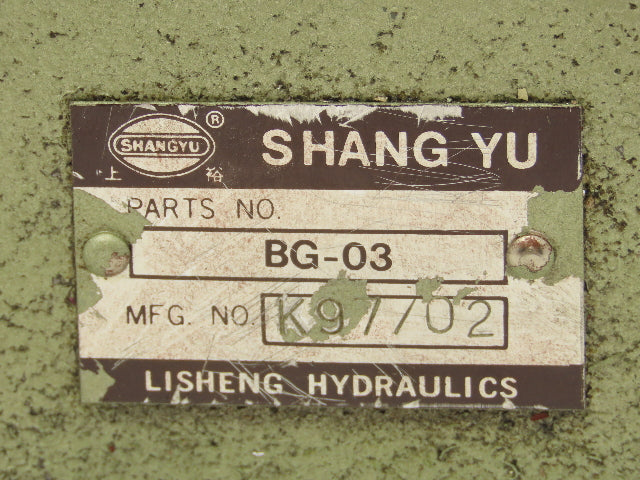 SHANGYU ®
上 裕
SHANG YU
PARTS NO.
BG-03
MFG. NO. K97702
LISHENG HYDRAULICS